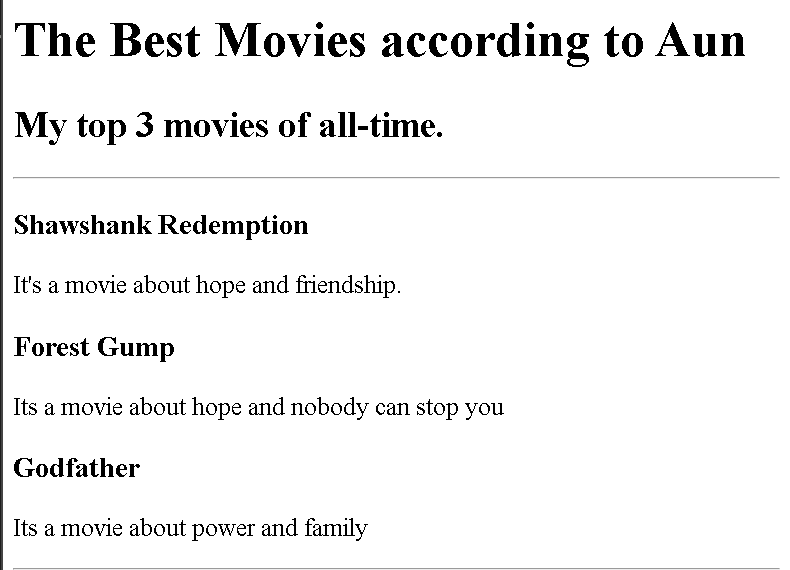 The Best Movies according to Aun
My top 3 movies of all-time.
Shawshank Redemption
It's a movie about hope and friendship.
Forest Gump
Its a movie about hope and nobody can stop you
Godfather
Its a movie about power and family